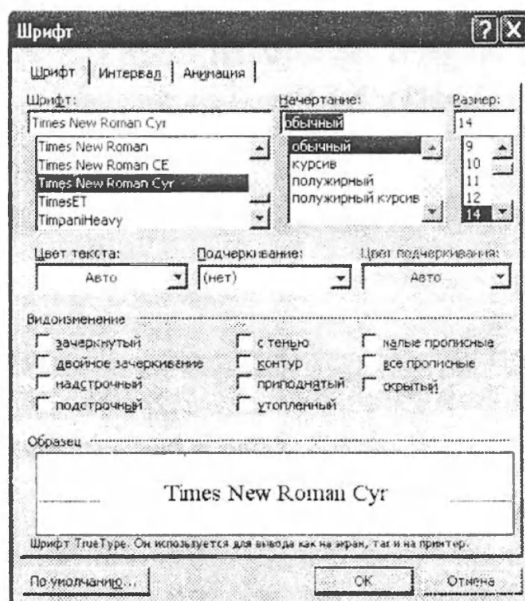 Шрифт
Шрифт Интервал Анимация
Шрифт: Начертание: Размер:
Times New Roman Cyr обычный 14
Times New Roman обычный 9
Times New Roman CE курсив 10
Times New Roman Cyr полужирный 11
TimesET полужирный курсив 12
TimpaniHeavy 14
Цвет текста: Подчеркивание: Цвет подчеркивания:
Авто (нет) Авто
Видоизменение
зачеркнутый с тенью малые прописные
двойное зачеркивание контур все прописные
надстрочный приподнятый скрытый
подстрочный утопленный
Образец
Times New Roman Cyr
Шрифт TrueType. Он используется для вывода как на экран, так и на принтер.
По умолчанию... ОК Отмена